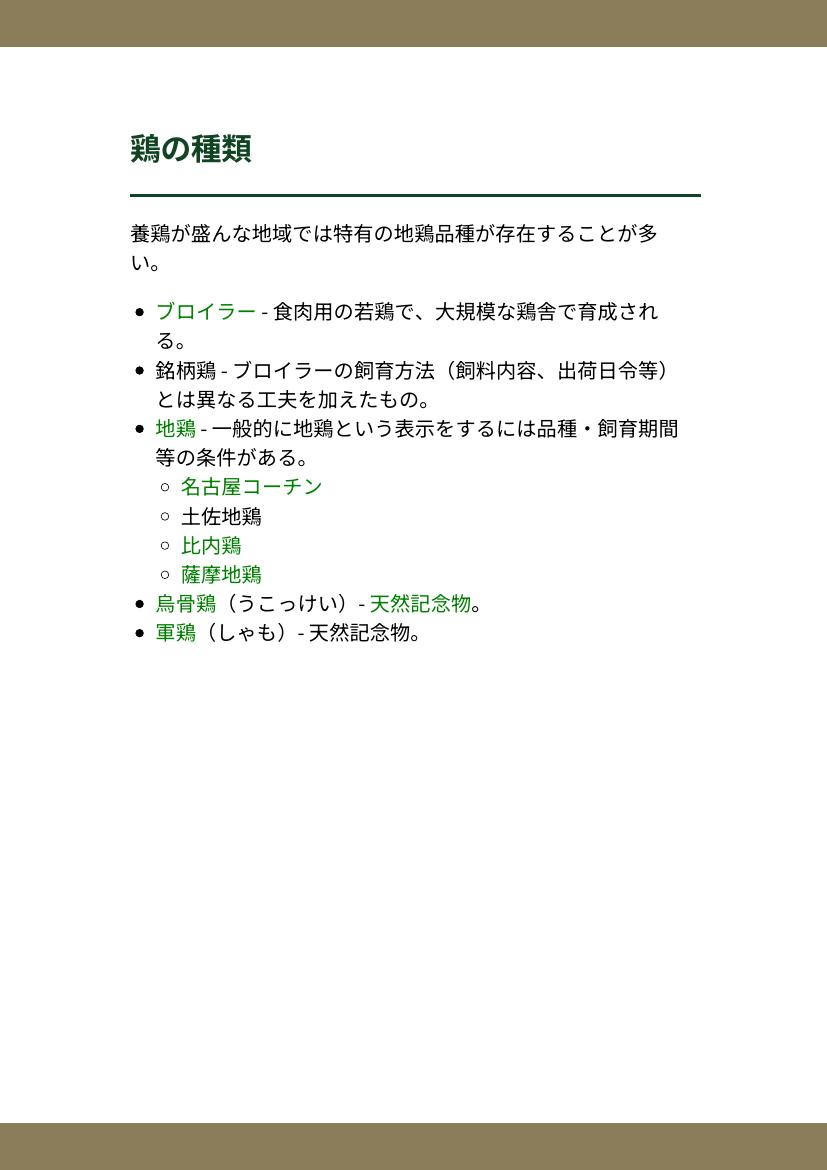 鶏の種類
養鶏が盛んな地域では特有の地鶏品種が存在することが多
い。
ブロイラー - 食肉用の若鶏で、大規模な鶏舎で育成され
る。
銘柄鶏 - ブロイラーの飼育方法（飼料内容、出荷日令等）
とは異なる工夫を加えたもの。
地鶏 - 一般的に地鶏という表示をするには品種・飼育期間
等の条件がある。
名古屋コーチン
土佐地鶏
比内鶏
薩摩地鶏
烏骨鶏（うこっけい）- 天然記念物。
軍鶏（しゃも）- 天然記念物。